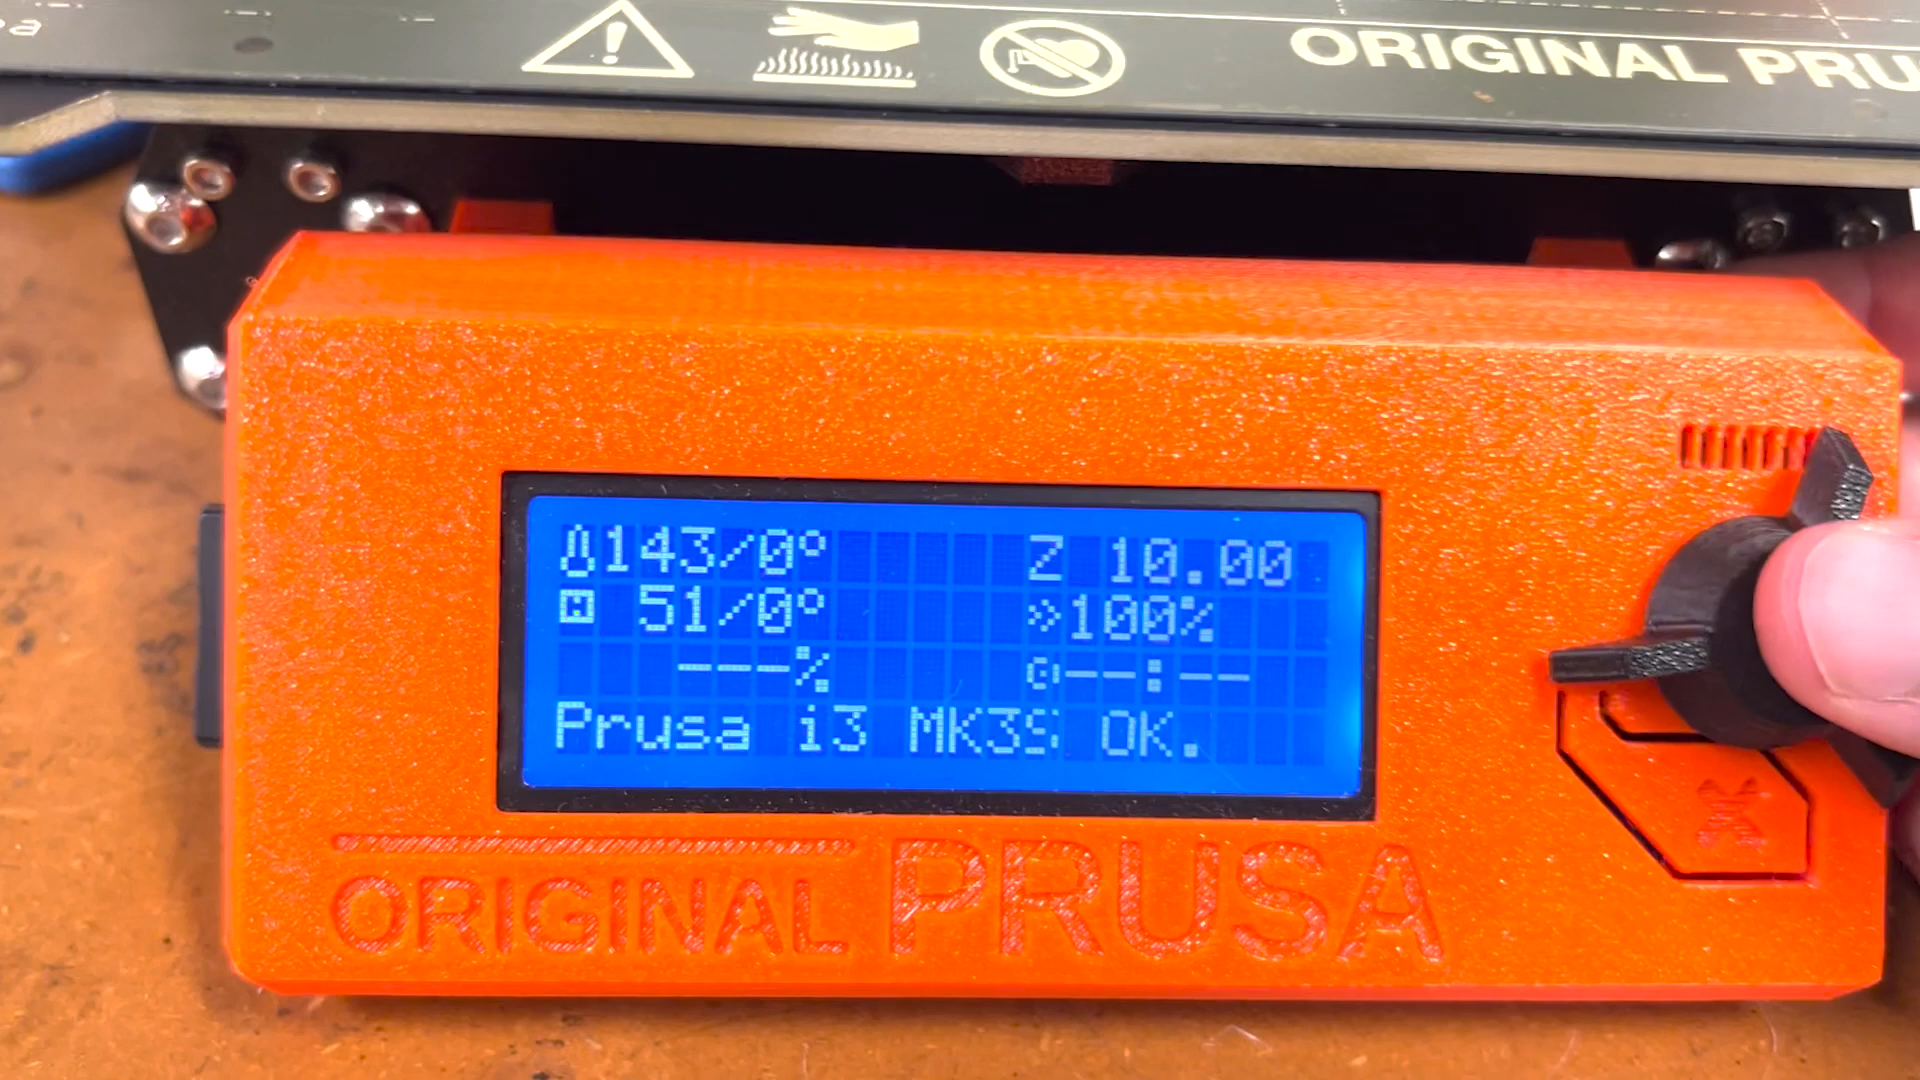 ORIGINAL PRU
143/0° Z 10.00
51/0° 100%
---% --:--
Prusa i3 MK3S OK.
ORIGINAL PRUSA